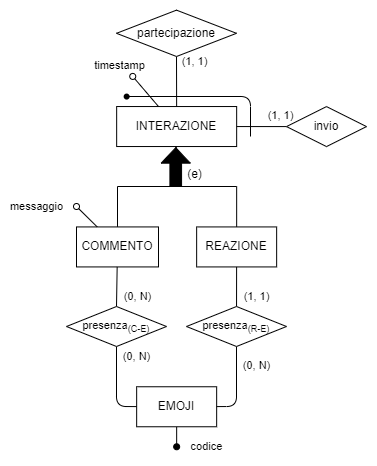 partecipazione
(1, 1)
timestamp
INTERAZIONE
(1, 1)
invio
(e)
messaggio
COMMENTO
REAZIONE
(0, N)
(1, 1)
presenza(C-E)
presenza(R-E)
(0, N)
(0, N)
EMOJI
codice